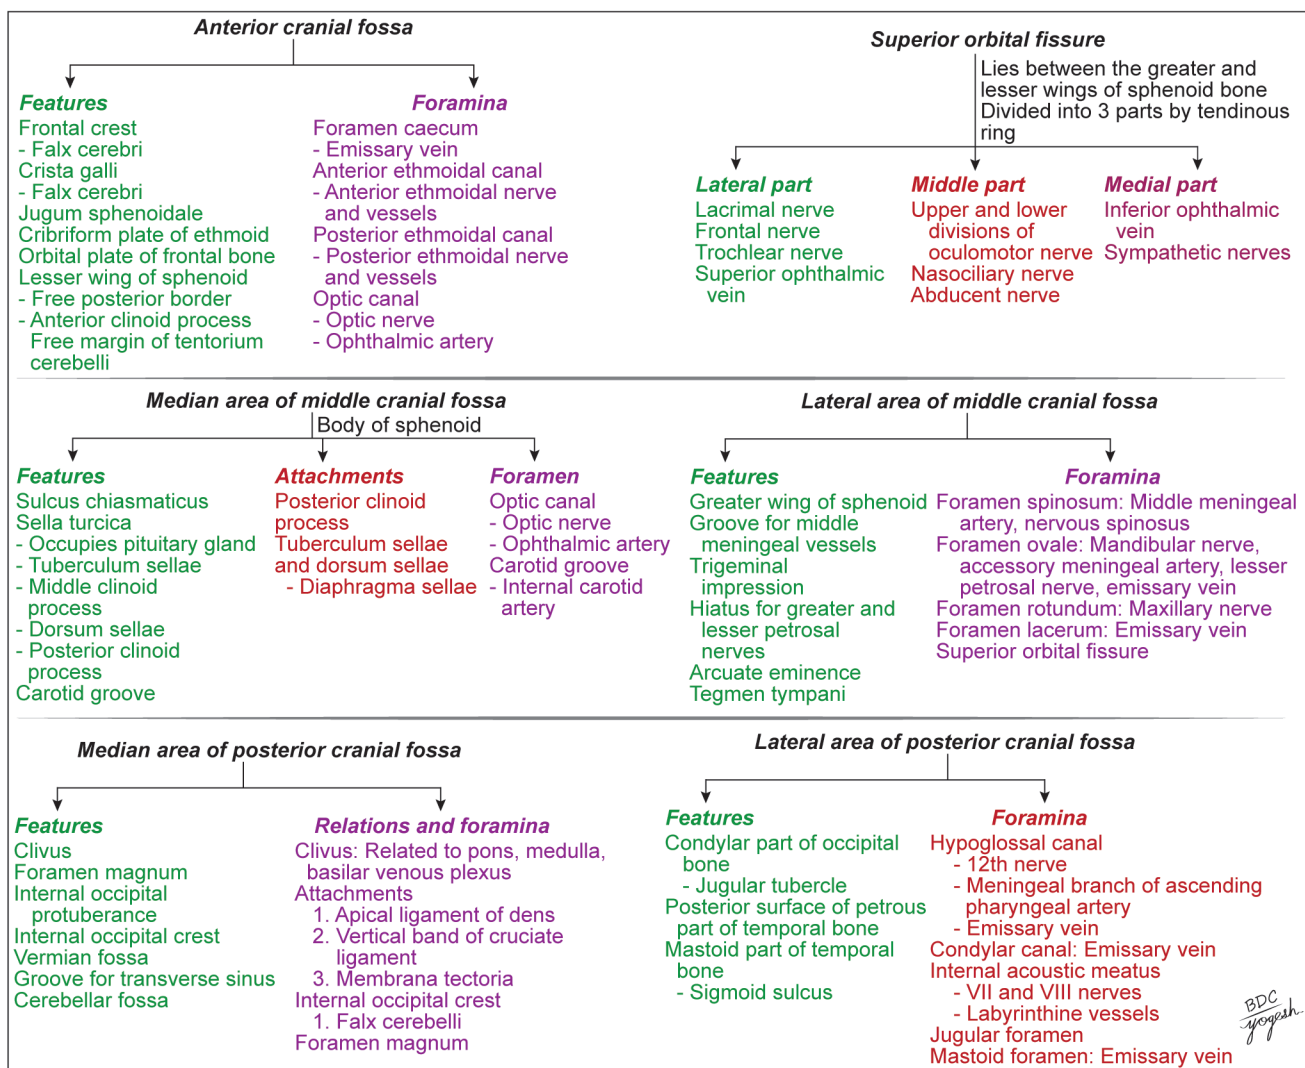 Anterior cranial fossa
Features
Frontal crest
- Falx cerebri
Crista galli
- Falx cerebri
Jugum sphenoidale
Cribriform plate of ethmoid
Orbital plate of frontal bone
Lesser wing of sphenoid
- Free posterior border
- Anterior clinoid process
Free margin of tentorium
cerebelli
Foramina
Foramen caecum
- Emissary vein
Anterior ethmoidal canal
- Anterior ethmoidal nerve
and vessels
Posterior ethmoidal canal
- Posterior ethmoidal nerve
and vessels
Optic canal
- Optic nerve
- Ophthalmic artery
Superior orbital fissure
Lies between the greater and
lesser wings of sphenoid bone
Divided into 3 parts by tendinous
ring
Lateral part
Lacrimal nerve
Frontal nerve
Trochlear nerve
Superior ophthalmic
vein
Middle part
Upper and lower
divisions of
oculomotor nerve
Nasociliary nerve
Abducent nerve
Medial part
Inferior ophthalmic
vein
Sympathetic nerves
Median area of middle cranial fossa
Body of sphenoid
Features
Sulcus chiasmaticus
Sella turcica
- Occupies pituitary gland
- Tuberculum sellae
- Middle clinoid
process
- Dorsum sellae
- Posterior clinoid
process
Carotid groove
Attachments
Posterior clinoid
process
Tuberculum sellae
and dorsum sellae
- Diaphragma sellae
Foramen
Optic canal
- Optic nerve
- Ophthalmic artery
Carotid groove
- Internal carotid
artery
Lateral area of middle cranial fossa
Features
Greater wing of sphenoid
Groove for middle
meningeal vessels
Trigeminal
impression
Hiatus for greater and
lesser petrosal
nerves
Arcuate eminence
Tegmen tympani
Foramina
Foramen spinosum: Middle meningeal
artery, nervous spinosus
Foramen ovale: Mandibular nerve,
accessory meningeal artery, lesser
petrosal nerve, emissary vein
Foramen rotundum: Maxillary nerve
Foramen lacerum: Emissary vein
Superior orbital fissure
Median area of posterior cranial fossa
Features
Clivus
Foramen magnum
Internal occipital
protuberance
Internal occipital crest
Vermian fossa
Groove for transverse sinus
Cerebellar fossa
Relations and foramina
Clivus: Related to pons, medulla,
basilar venous plexus
Attachments
1. Apical ligament of dens
2. Vertical band of cruciate
ligament
3. Membrana tectoria
Internal occipital crest
1. Falx cerebelli
Foramen magnum
Lateral area of posterior cranial fossa
Features
Condylar part of occipital
bone
- Jugular tubercle
Posterior surface of petrous
part of temporal bone
Mastoid part of temporal
bone
- Sigmoid sulcus
Foramina
Hypoglossal canal
- 12th nerve
- Meningeal branch of ascending
pharyngeal artery
- Emissary vein
Condylar canal: Emissary vein
Internal acoustic meatus
- VII and VIII nerves
- Labyrinthine vessels
Jugular foramen
Mastoid foramen: Emissary vein
BDC
yogesh